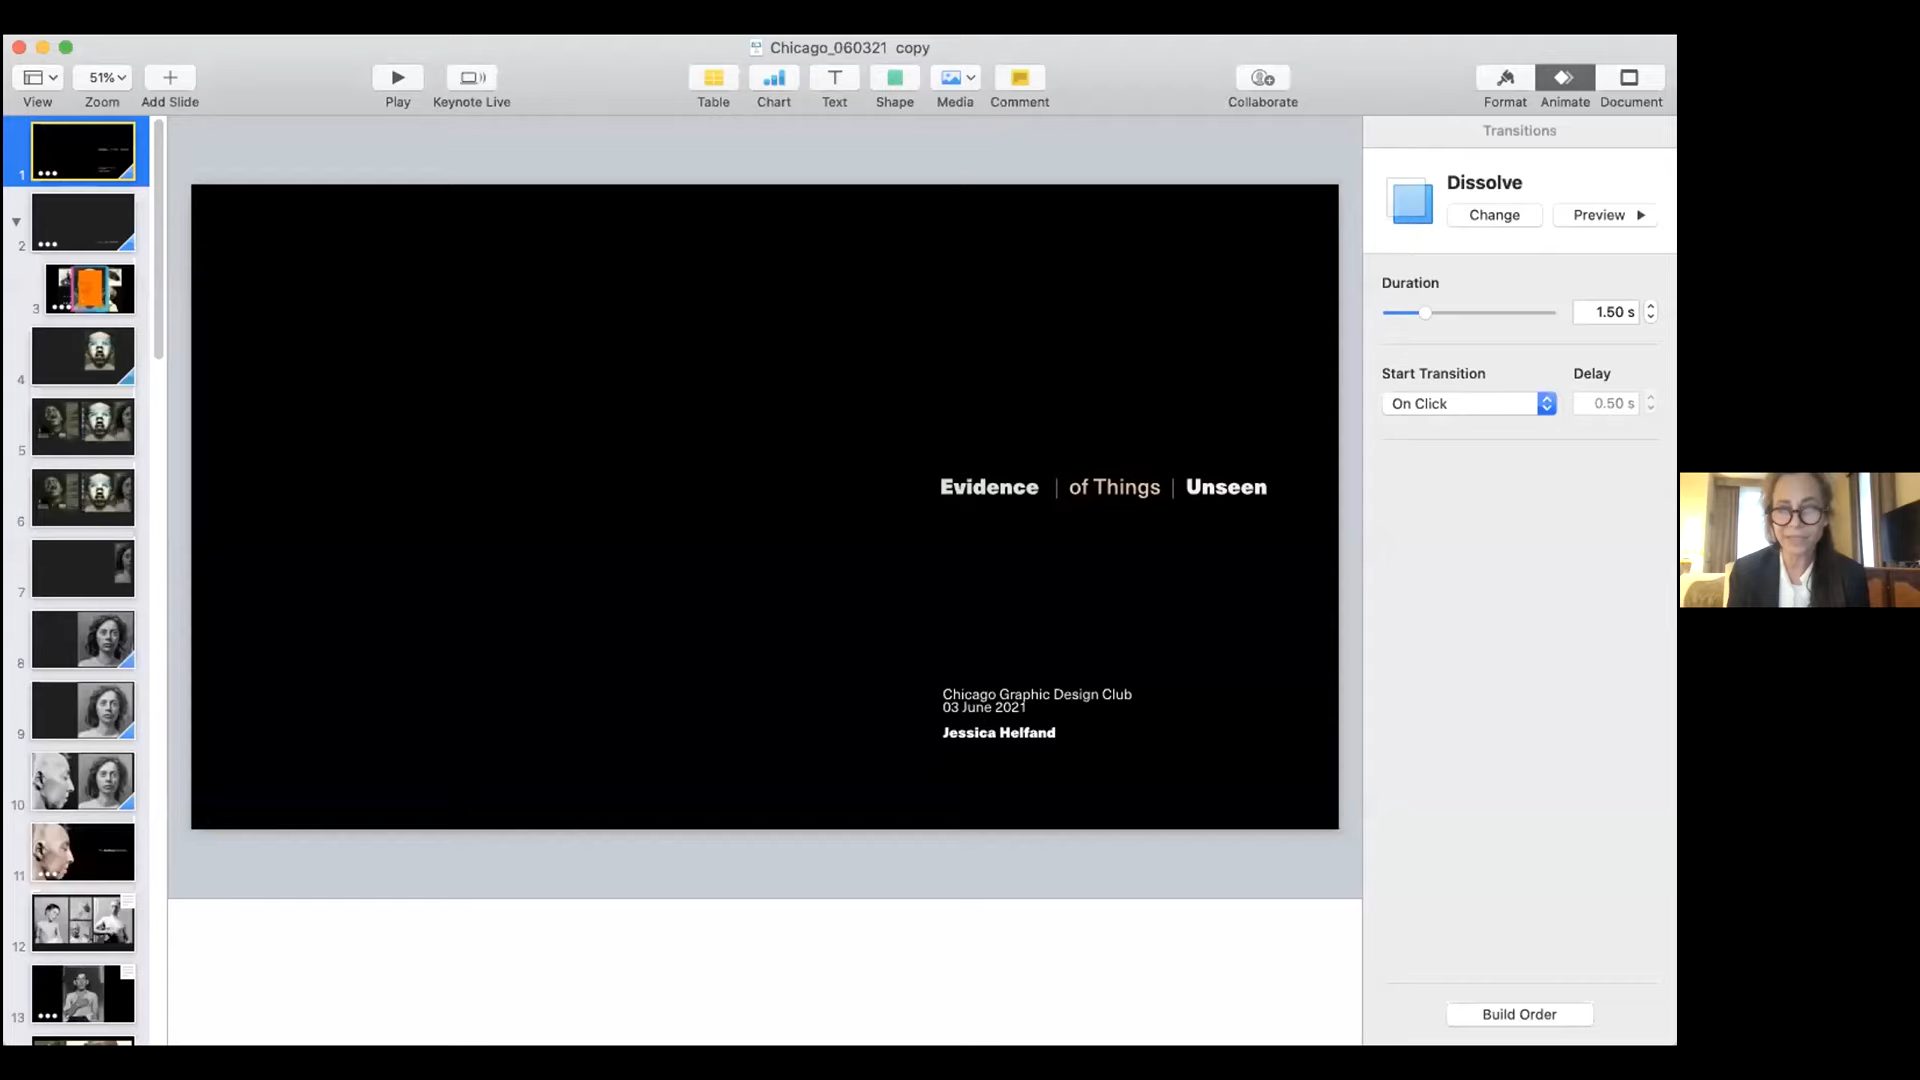 Chicago_060321 copy
51%
View
Zoom
Add Slide
Play
Keynote Live
Table
Chart
Text
Shape
Media
Comment
Collaborate
Format
Animate
Document
1
2
3
4
5
6
7
8
9
10
11
12
13
Evidence | of Things | Unseen
Chicago Graphic Design Club
03 June 2021
Jessica Helfand
Transitions
Dissolve
Change
Preview
Duration
1.50 s
Start Transition
Delay
On Click
0.50 s
Build Order